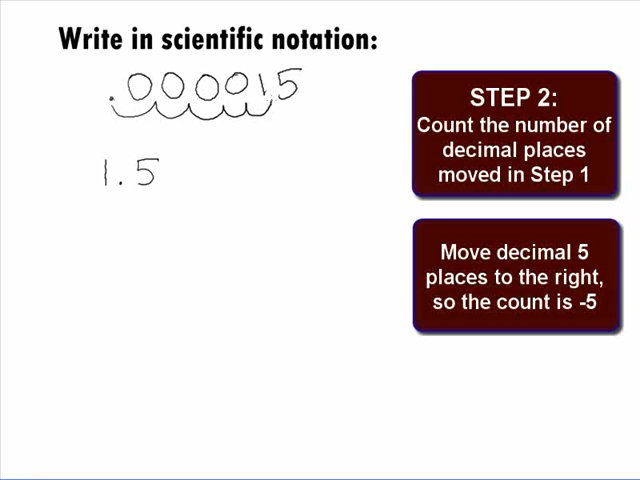 Write in scientific notation:
.000015
1.5
STEP 2:
Count the number of
decimal places
moved in Step 1
Move decimal 5
places to the right,
so the count is -5